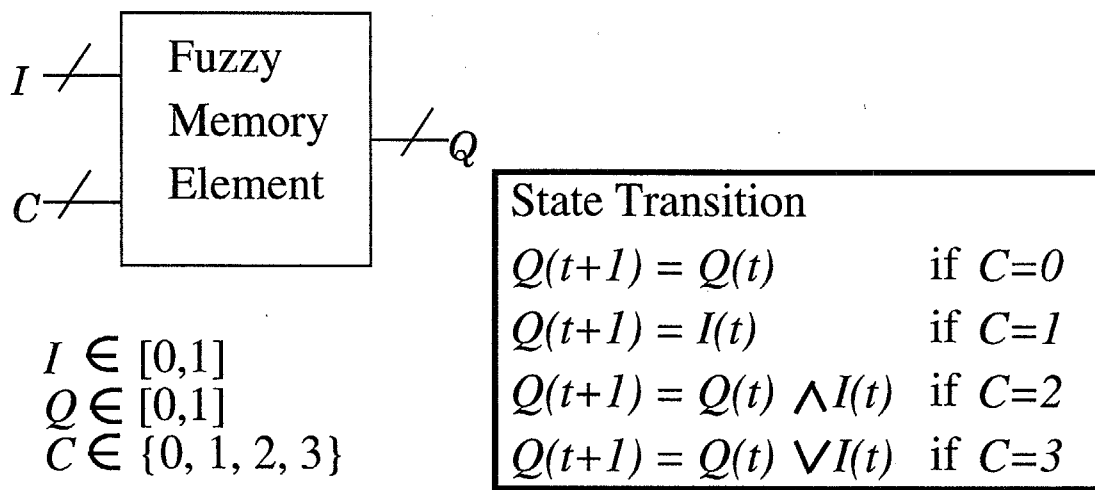 I
C
Fuzzy
Memory
Element
Q
I ∈ [0,1]
Q ∈ [0,1]
C ∈ {0, 1, 2, 3}
State Transition
Q(t+1) = Q(t) if C=0
Q(t+1) = I(t) if C=1
Q(t+1) = Q(t) ∧ I(t) if C=2
Q(t+1) = Q(t) ∨ I(t) if C=3